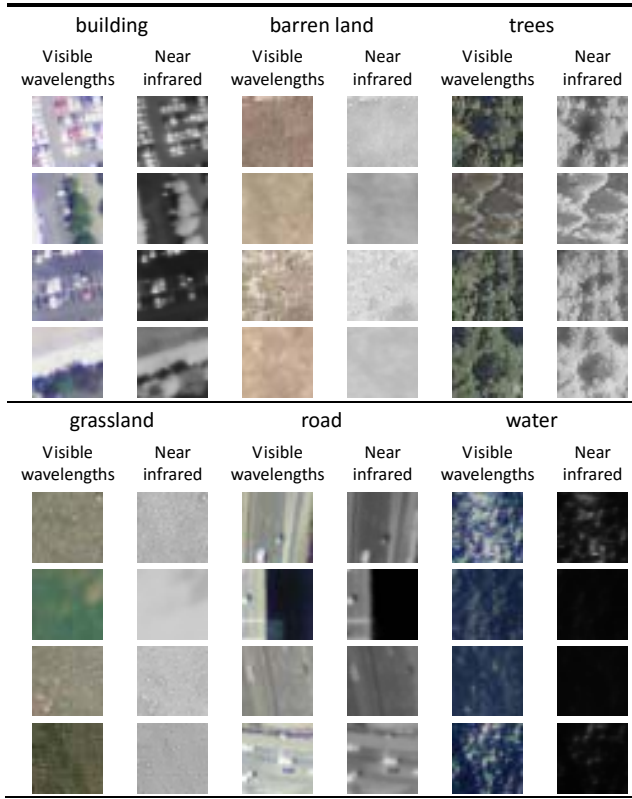 building barren land trees
Visible wavelengths Near infrared Visible wavelengths Near infrared Visible wavelengths Near infrared
grassland road water
Visible wavelengths Near infrared Visible wavelengths Near infrared Visible wavelengths Near infrared